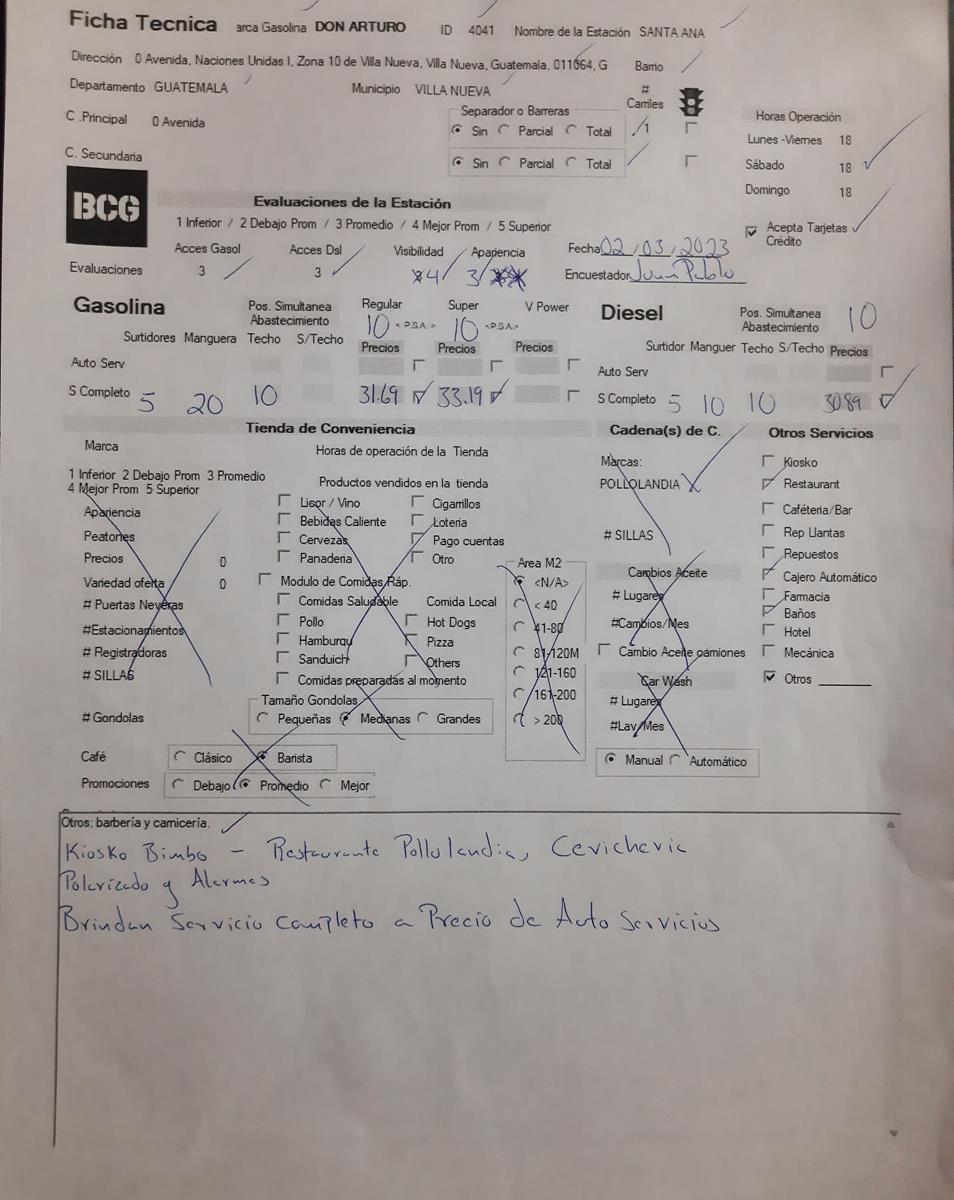 Ficha Tecnica arca Gasolina DON ARTURO ID 4041 Nombre de la Estación SANTA ANA
Dirección 0 Avenida, Naciones Unidas I, Zona 10 de Villa Nueva, Villa Nueva, Guatemala, 011064, G Barrio
Departamento GUATEMALA Municipio VILLA NUEVA # Carriles
C .Principal 0 Avenida Separador o Barreras Horas Operación
Sin Parcial Total 1 Lunes -Viernes 18
C. Secundaria Sin Parcial Total Sábado 18
Domingo 18
BCG
Evaluaciones de la Estación
1 Inferior / 2 Debajo Prom / 3 Promedio / 4 Mejor Prom / 5 Superior
Acepta Tarjetas Crédito
Acces Gasol Acces Dsl Visibilidad Apariencia Fecha 02/03/2023
Evaluaciones 3 3 4 3 Encuestador Juan Pablo
Gasolina Pos. Simultanea Abastecimiento Regular Super V Power Diesel Pos. Simultanea Abastecimiento 10
10 <P.S.A.> 10 <P.S.A>
Surtidores Manguera Techo S/Techo Precios Precios Precios Surtidor Manguer Techo S/Techo Precios
Auto Serv Auto Serv
S Completo 5 20 10 31.69 33.19 S Completo 5 10 10 30.89
Tienda de Conveniencia Cadena(s) de C. Otros Servicios
Marca Horas de operación de la Tienda Marcas: Kiosko
1 Inferior 2 Debajo Prom 3 Promedio Productos vendidos en la tienda POLLOLANDIA Restaurant
4 Mejor Prom 5 Superior
Apariencia Licor / Vino Cigarrillos Caféteria/Bar
Peatones Bebidas Caliente Loteria # SILLAS Rep Llantas
Precios 0 Cervezas Pago cuentas Repuestos
Panaderia Otro Area M2 Cambios Aceite Cajero Automático
Variedad oferta 0 Modulo de Comidas Ráp. <N/A> # Lugares Farmacia
# Puertas Neveras Comidas Saludable Comida Local < 40 Baños
#Estacionamientos Pollo Hot Dogs 41-80 #Cambios/Mes Hotel
# Registradoras Hamburgu Pizza 81-120M Cambio Aceite camiones Mecánica
# SILLAS Sanduich Others 121-160 Car Wash Otros
Comidas preparadas al momento 161-200 # Lugares
Tamaño Gondolas
# Gondolas Pequeñas Medianas Grandes > 200 #Lav/Mes
Café Clásico Barista Manual Automático
Promociones Debajo Promedio Mejor
Otros: barbería y camicería.
Kiosko Bimbo - Restaurante Pollolandia, Cevicheria
Polarizado y Alarmas
Brindan Servicio completo a Precio de Auto Servicios